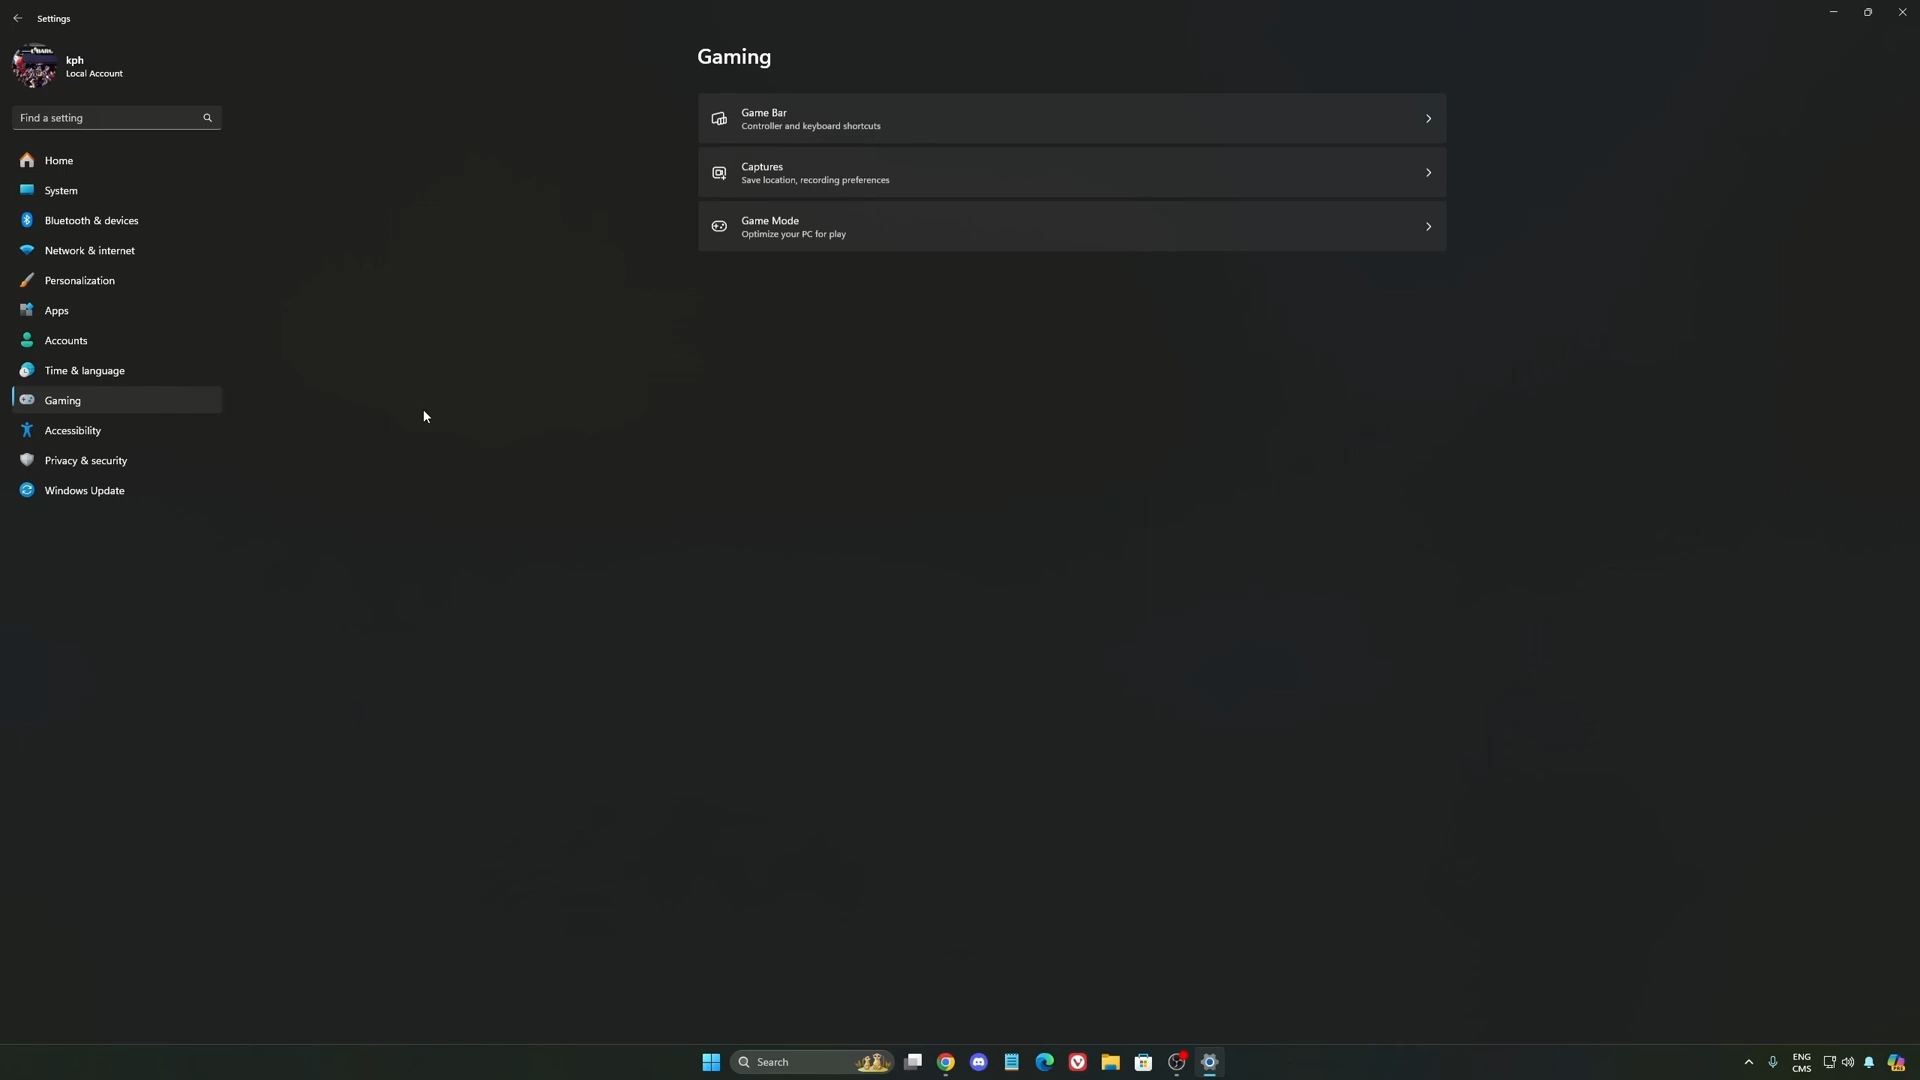 Settings
kph
Local Account
Find a setting
Home
System
Bluetooth & devices
Network & internet
Personalization
Apps
Accounts
Time & language
Gaming
Accessibility
Privacy & security
Windows Update
Gaming
Game Bar
Controller and keyboard shortcuts
Captures
Save location, recording preferences
Game Mode
Optimize your PC for play
Search
ENG
CMS